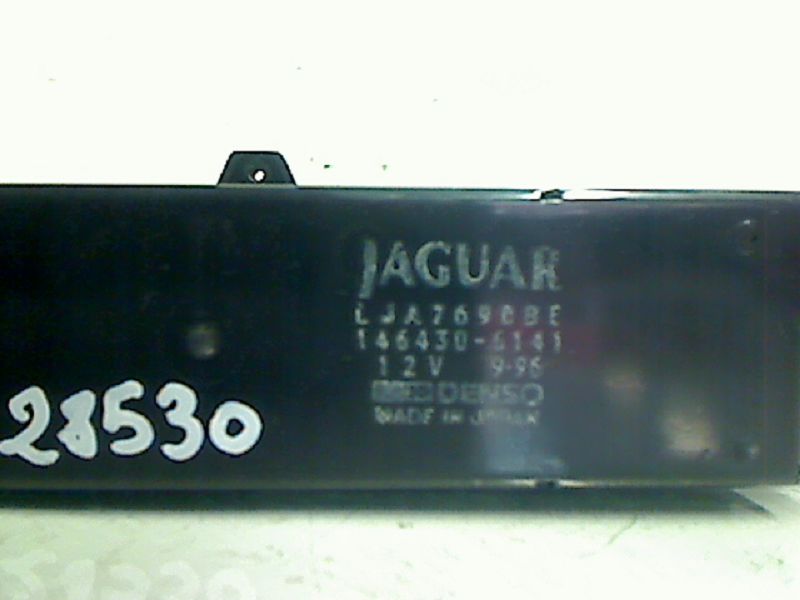 JAGUAR
LJA7690BE
146430-6141
12V 9-96
DENSO
MADE IN JAPAN
28530